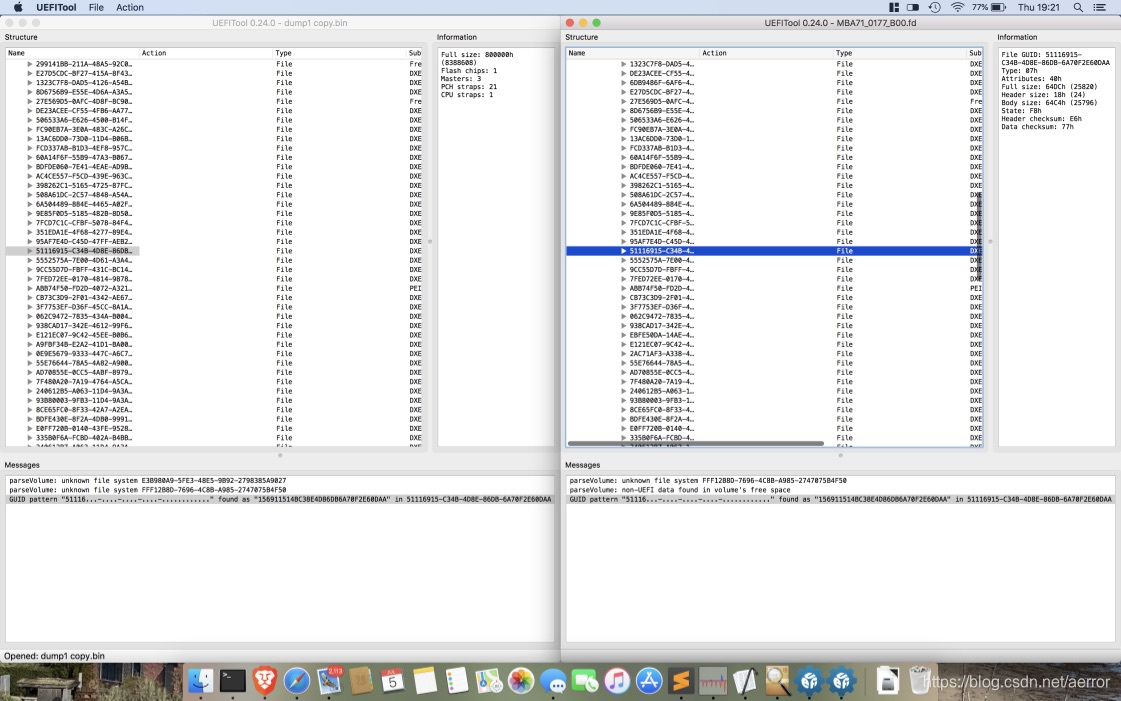 UEFITool File Action 77% Thu 19:21
UEFITool 0.24.0 - dump1 copy.bin
Structure
Name Action Type Sub
299141BB-211A-48A5-92C0… File Fre
E27D5CDC-BF27-415A-BF43… File DXE
1323C7F8-DAD5-4126-A54B… File DXE
8D6756B9-E55E-4D6A-A3A5… File DXE
27E569D5-0AFC-4D8F-8C90… File Fre
DE23ACEE-CF55-4FB6-AA77… File DXE
506533A6-E626-4500-B14F… File DXE
FC90EB7A-3E0A-483C-A26C… File DXE
13AC6DD0-73D0-11D4-B06B… File DXE
FCD337AB-B1D3-4EF8-957C… File DXE
60A14F6F-55B9-47A3-B067… File DXE
BDFDE060-7E41-4EAE-AD9B… File DXE
AC4CE557-F5CD-439E-963C… File DXE
398262C1-5165-4725-87FC… File DXE
508A61DC-2C57-4848-A54A… File DXE
6A504489-884E-4465-A02F… File DXE
9E85F0D5-5185-482B-8D50… File DXE
7FCD7C1C-CFBF-5078-84F4… File DXE
351EDA1E-4F68-4277-89E4… File DXE
95AF7E4D-C45D-47FF-AEB2… File DXE
51116915-C34B-4D8E-86DB… File DXE
5552575A-7E00-4D61-A3A4… File DXE
9CC55D7D-FBFF-431C-BC14… File DXE
7FED72EE-0170-4814-9878… File DXE
ABB74F50-FD2D-4072-A321… File PEI
CB73C3D9-2F01-4342-AE67… File DXE
3F7753EF-D36F-45CC-8A1A… File DXE
062C9472-7835-434A-B004… File DXE
938CAD17-342E-4612-99F6… File DXE
E121EC07-9C42-45EE-B0B6… File DXE
A9FBF34B-E2A2-41D1-BA00… File DXE
0E9E5679-9333-447C-A6C7… File DXE
55E76644-78A5-4A82-A900… File DXE
AD70855E-0CC5-4ABF-8979… File DXE
7F480A20-7A19-4764-A5CA… File DXE
240612B5-A063-11D4-9A3A… File DXE
93B80003-9FB3-11D4-9A3A… File DXE
8CE65FC0-8F33-42A7-A2EA… File DXE
BDFE430E-8F2A-4DB0-9991… File DXE
E0FF720B-0140-43FE-952B… File DXE
335B0F6A-FCBD-402A-B4BB… File DXE
Information
Full size: 800000h
(8388608)
Flash chips: 1
Masters: 3
PCH straps: 21
CPU straps: 1
Messages
parseVolume: unknown file system E3B980A9-5FE3-48E5-9B92-2798385A9027
parseVolume: unknown file system FFF12B8D-7696-4C8B-A985-2747075B4F50
GUID pattern "51116...-....-....-....-............" found as "156911514BC38E4D86DB6A70F2E60DAA" in 51116915-C34B-4D8E-86DB-6A70F2E60DAA
Opened: dump1 copy.bin
UEFITool 0.24.0 - MBA71_0177_B00.fd
Structure
Name Action Type Sub
1323C7F8-DAD5-4… File DXE
DE23ACEE-CF55-4… File DXE
6DB9486F-6AF6-4… File DXE
E27D5CDC-BF27-4… File DXE
27E569D5-0AFC-4… File Fre
8D6756B9-E55E-4… File DXE
506533A6-E626-4… File DXE
FC90EB7A-3E0A-4… File DXE
13AC6DD0-73D0-1… File DXE
FCD337AB-B1D3-4… File DXE
60A14F6F-55B9-4… File DXE
BDFDE060-7E41-4… File DXE
AC4CE557-F5CD-4… File DXE
398262C1-5165-4… File DXE
508A61DC-2C57-4… File DXE
6A504489-884E-4… File DXE
9E85F0D5-5185-4… File DXE
7FCD7C1C-CFBF-5… File DXE
351EDA1E-4F68-4… File DXE
95AF7E4D-C45D-4… File DXE
51116915-C34B-4… File DXE
5552575A-7E00-4… File DXE
9CC55D7D-FBFF-4… File DXE
7FED72EE-0170-4… File DXE
ABB74F50-FD2D-4… File PEI
CB73C3D9-2F01-4… File DXE
3F7753EF-D36F-4… File DXE
062C9472-7835-4… File DXE
938CAD17-342E-4… File DXE
EBFE50DA-14AE-4… File DXE
E121EC07-9C42-4… File DXE
2AC71AF3-A338-4… File DXE
55E76644-78A5-4… File DXE
AD70855E-0CC5-4… File DXE
7F480A20-7A19-4… File DXE
240612B5-A063-1… File DXE
93B80003-9FB3-1… File DXE
8CE65FC0-8F33-4… File DXE
BDFE430E-8F2A-4… File DXE
E0FF720B-0140-4… File DXE
335B0F6A-FCBD-4… File DXE
Information
File GUID: 51116915-
C34B-4D8E-86DB-6A70F2E60DAA
Type: 07h
Attributes: 40h
Full size: 64DCh (25820)
Header size: 18h (24)
Body size: 64C4h (25796)
State: F8h
Header checksum: E6h
Data checksum: 77h
Messages
parseVolume: unknown file system FFF12B8D-7696-4C8B-A985-2747075B4F50
parseVolume: non-UEFI data found in volume's free space
GUID pattern "51116...-....-....-....-............" found as "156911514BC38E4D86DB6A70F2E60DAA" in 51116915-C34B-4D8E-86DB-6A70F2E60DAA
https://blog.csdn.net/aerror